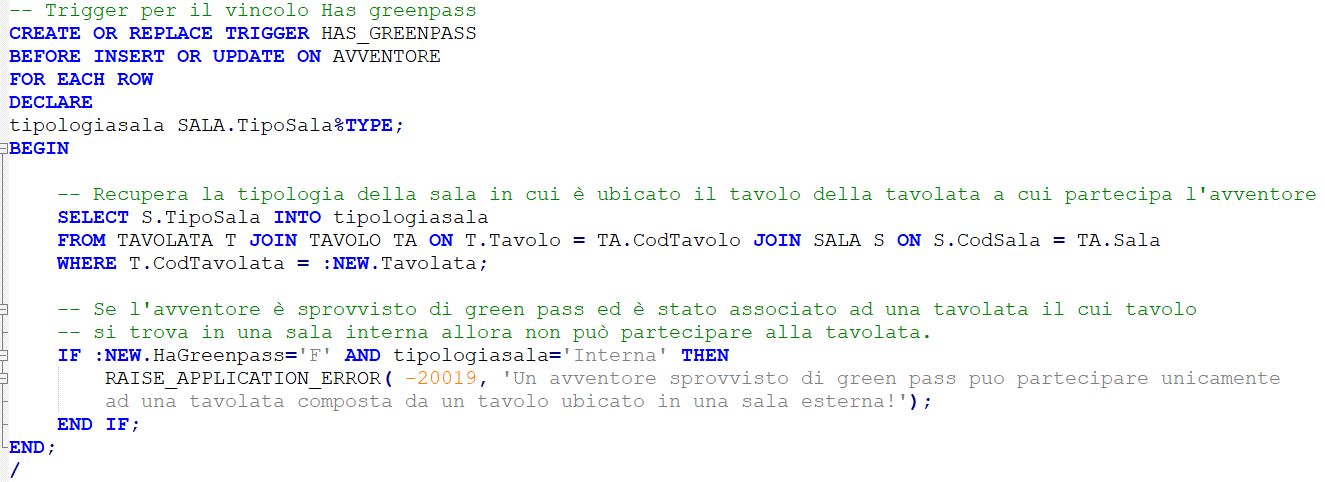 -- Trigger per il vincolo Has greenpass
CREATE OR REPLACE TRIGGER HAS_GREENPASS
BEFORE INSERT OR UPDATE ON AVVENTORE
FOR EACH ROW
DECLARE
tipologiasala SALA.TipoSala%TYPE;
BEGIN
-- Recupera la tipologia della sala in cui è ubicato il tavolo della tavolata a cui partecipa l'avventore
SELECT S.TipoSala INTO tipologiasala
FROM TAVOLATA T JOIN TAVOLO TA ON T.Tavolo = TA.CodTavolo JOIN SALA S ON S.CodSala = TA.Sala
WHERE T.CodTavolata = :NEW.Tavolata;
-- Se l'avventore è sprovvisto di green pass ed è stato associato ad una tavolata il cui tavolo
-- si trova in una sala interna allora non può partecipare alla tavolata.
IF :NEW.HaGreenpass='F' AND tipologiasala='Interna' THEN
RAISE_APPLICATION_ERROR( -20019, 'Un avventore sprovvisto di green pass puo partecipare unicamente
ad una tavolata composta da un tavolo ubicato in una sala esterna!');
END IF;
END;
/